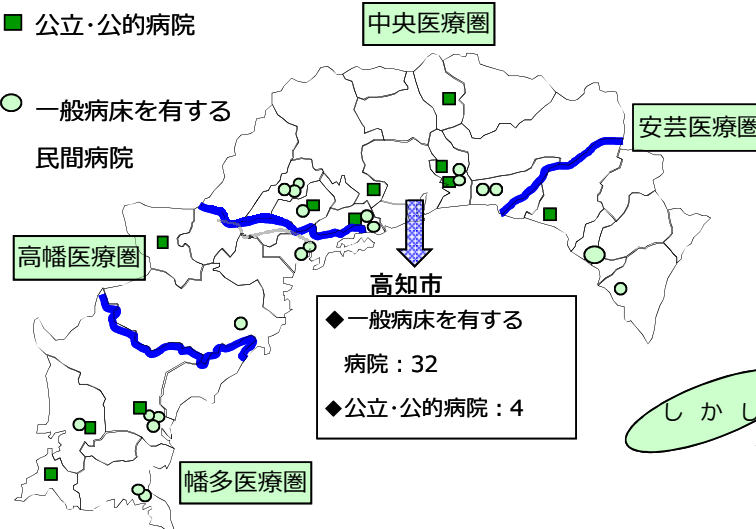 公立･公的病院
一般病床を有する
民間病院
中央医療圏
安芸医療圏
高幡医療圏
幡多医療圏
高知市
◆一般病床を有する
病院：32
◆公立･公的病院：4
しかし